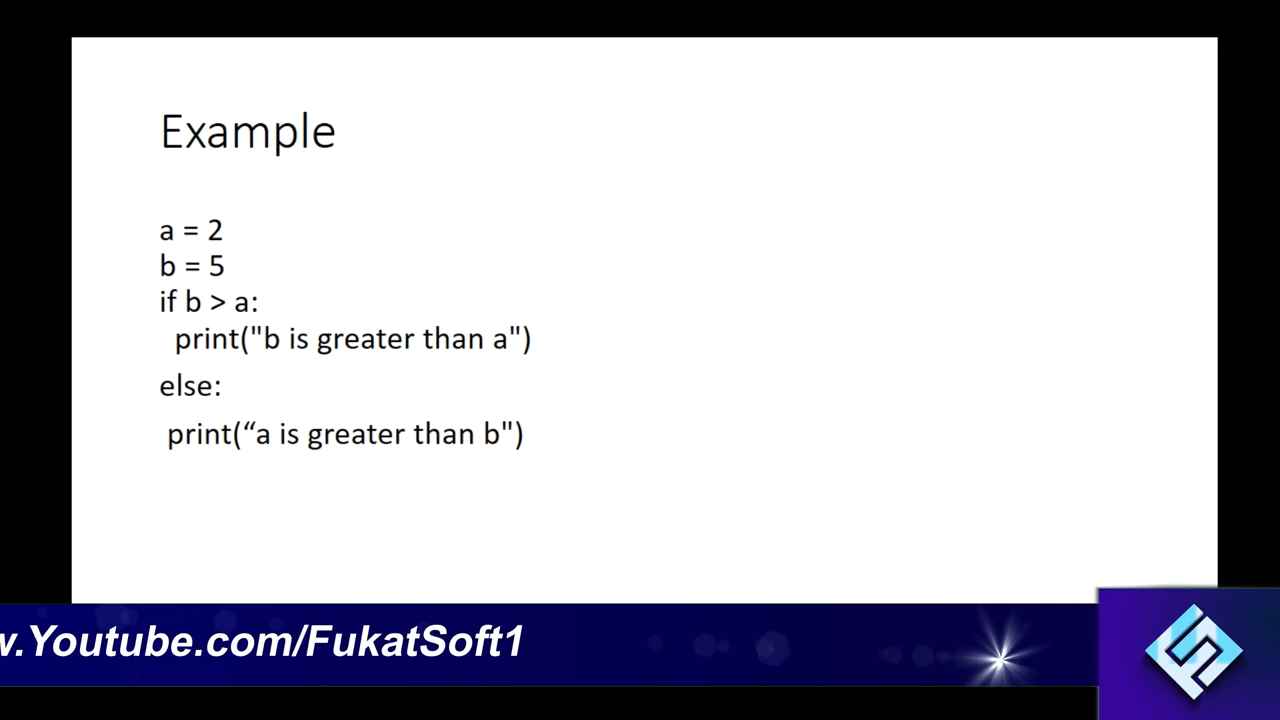 Example
a = 2
b = 5
if b > a:
  print("b is greater than a")
else:
 print(“a is greater than b")
.Youtube.com/FukatSoft1